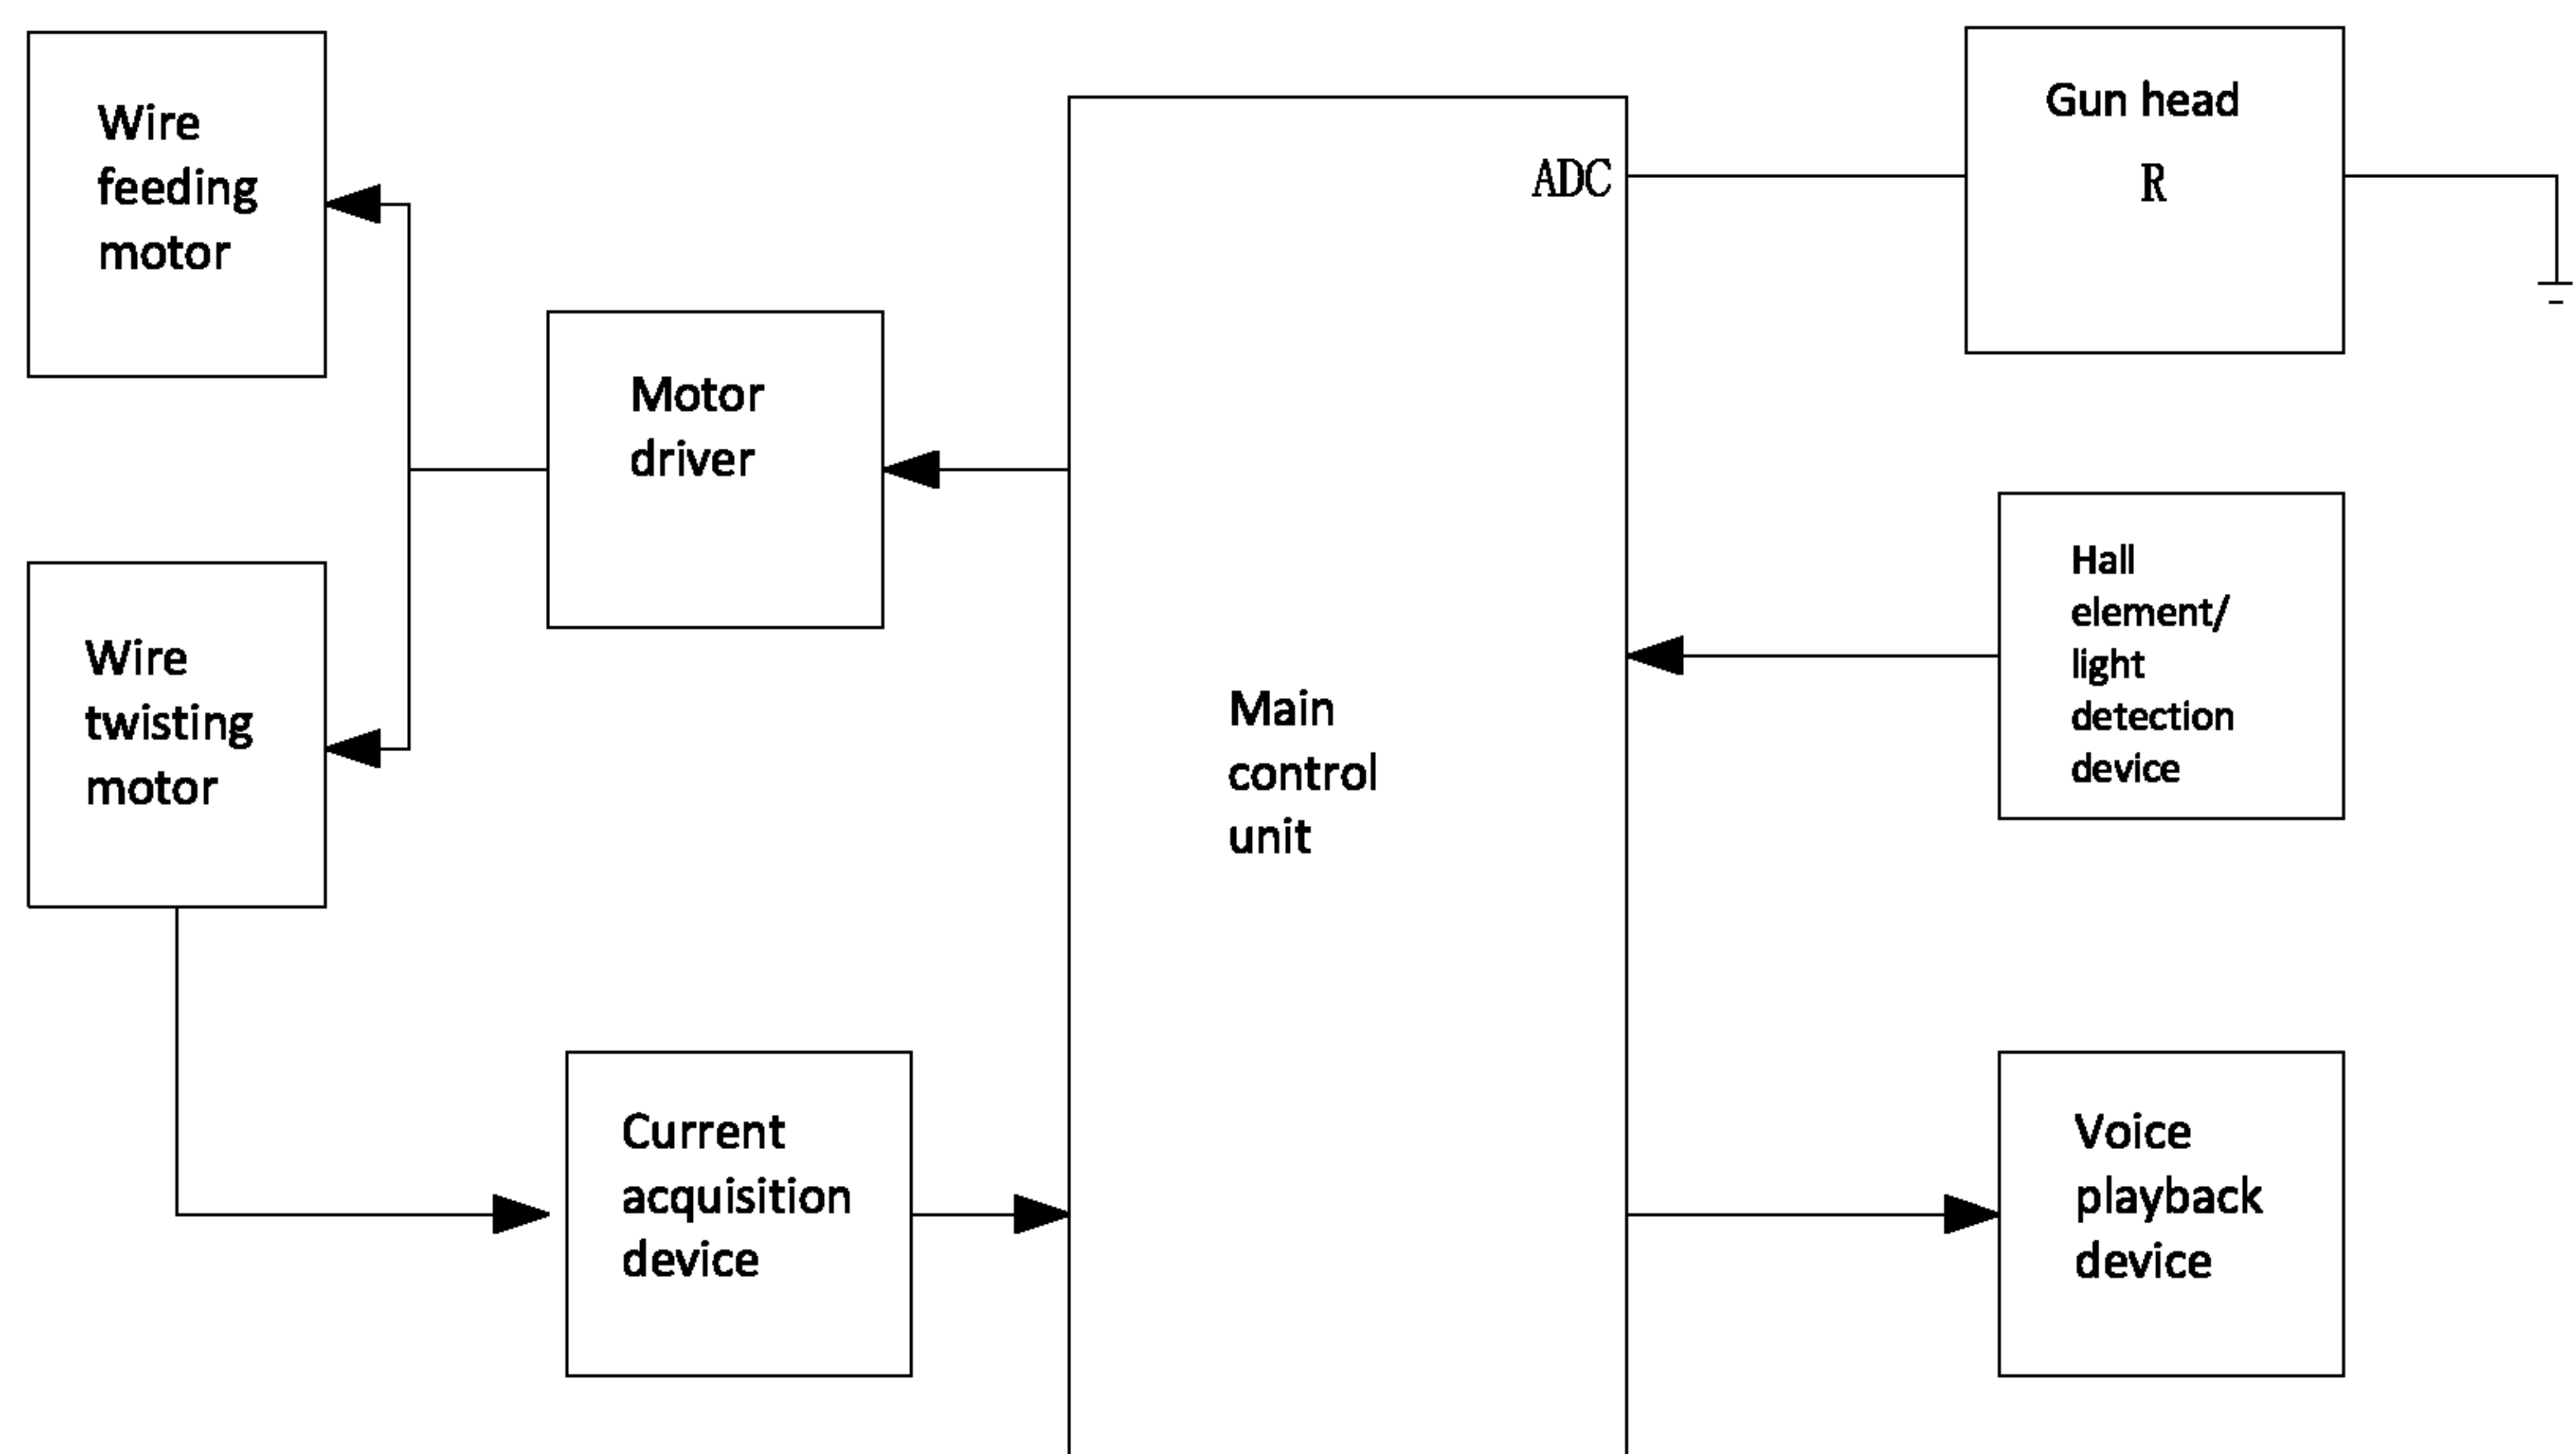 Wire
feeding
motor
Motor
driver
Wire
twisting
motor
Current
acquisition
device
ADC
Main
control
unit
Gun head
R
Hall
element/
light
detection
device
Voice
playback
device